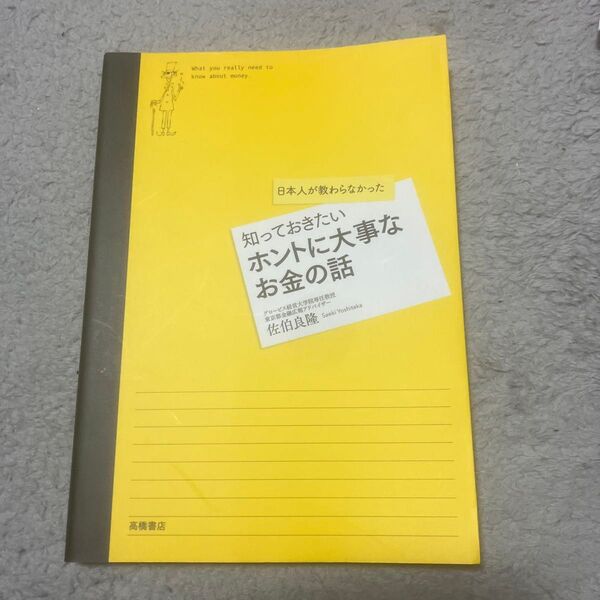 What you really need to
know about money.
日本人が教わらなかった
知っておきたい
ホントに大事な
お金の話
グロービス経営大学院専任教授
東京都金融広報アドバイザー
佐伯良隆 Saeki Yoshitaka
高橋書店